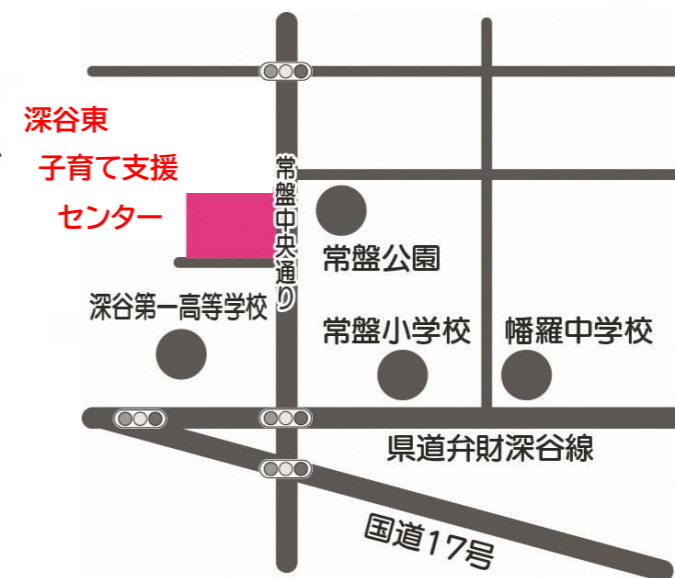 深谷東
子育て支援
センター
常盤中央通り
常盤公園
深谷第一高等学校
常盤小学校
幡羅中学校
県道弁財深谷線
国道17号